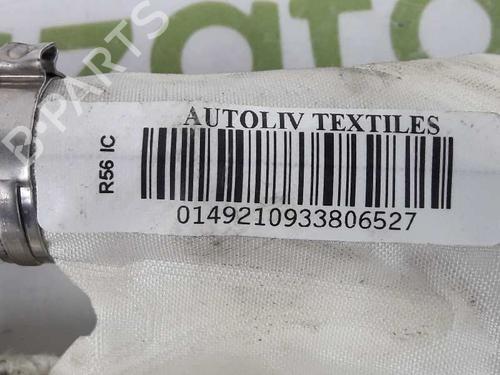 AUTOLIV TEXTILES
R56 IC
0149210933806527
B-PARTS